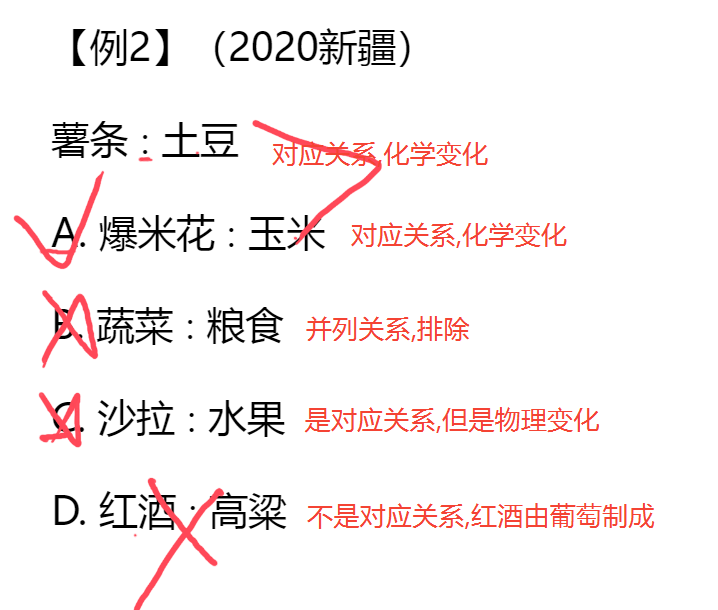 【例2】（2020新疆）
薯条 : 土豆 对应关系,化学变化
A. 爆米花 : 玉米 对应关系,化学变化
B. 蔬菜 : 粮食 并列关系,排除
C. 沙拉 : 水果 是对应关系,但是物理变化
D. 红酒 : 高粱 不是对应关系,红酒由葡萄制成